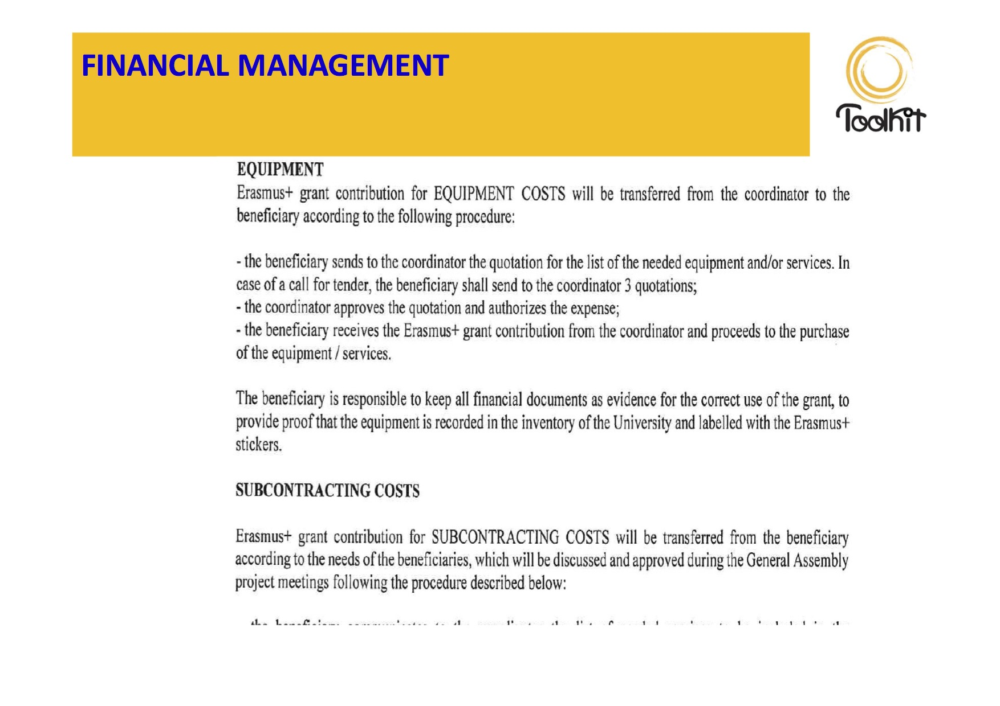 FINANCIAL MANAGEMENT
Toolkit
EQUIPMENT
Erasmus+ grant contribution for EQUIPMENT COSTS will be transferred from the coordinator to the
beneficiary according to the following procedure:
- the beneficiary sends to the coordinator the quotation for the list of the needed equipment and/or services. In
case of a call for tender, the beneficiary shall send to the coordinator 3 quotations;
- the coordinator approves the quotation and authorizes the expense;
- the beneficiary receives the Erasmus+ grant contribution from the coordinator and proceeds to the purchase
of the equipment / services.
The beneficiary is responsible to keep all financial documents as evidence for the correct use of the grant, to
provide proof that the equipment is recorded in the inventory of the University and labelled with the Erasmus+
stickers.
SUBCONTRACTING COSTS
Erasmus+ grant contribution for SUBCONTRACTING COSTS will be transferred from the beneficiary
according to the needs of the beneficiaries, which will be discussed and approved during the General Assembly
project meetings following the procedure described below: